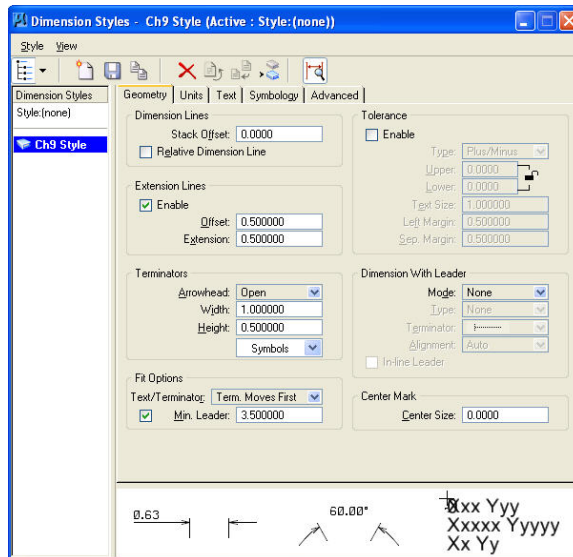 Dimension Styles - Ch9 Style (Active : Style:(none))
Style View
Dimension Styles
Style:(none)
Ch9 Style
Geometry Units Text Symbology Advanced
Dimension Lines
Stack Offset: 0.0000
Relative Dimension Line
Extension Lines
Enable
Offset: 0.500000
Extension: 0.500000
Terminators
Arrowhead: Open
Width: 1.000000
Height: 0.500000
Symbols
Fit Options
Text/Terminator: Term. Moves First
Min. Leader: 3.500000
Tolerance
Enable
Type: Plus/Minus
Upper: 0.0000
Lower: 0.0000
Text Size: 1.000000
Left Margin: 0.500000
Sep. Margin: 0.500000
Dimension With Leader
Mode: None
Type: None
Terminator:
Alignment: Auto
In-line Leader
Center Mark
Center Size: 0.0000
0.63
60.00°
Xxx Yyy
Xxxxx Yyyyy
Xx Yy